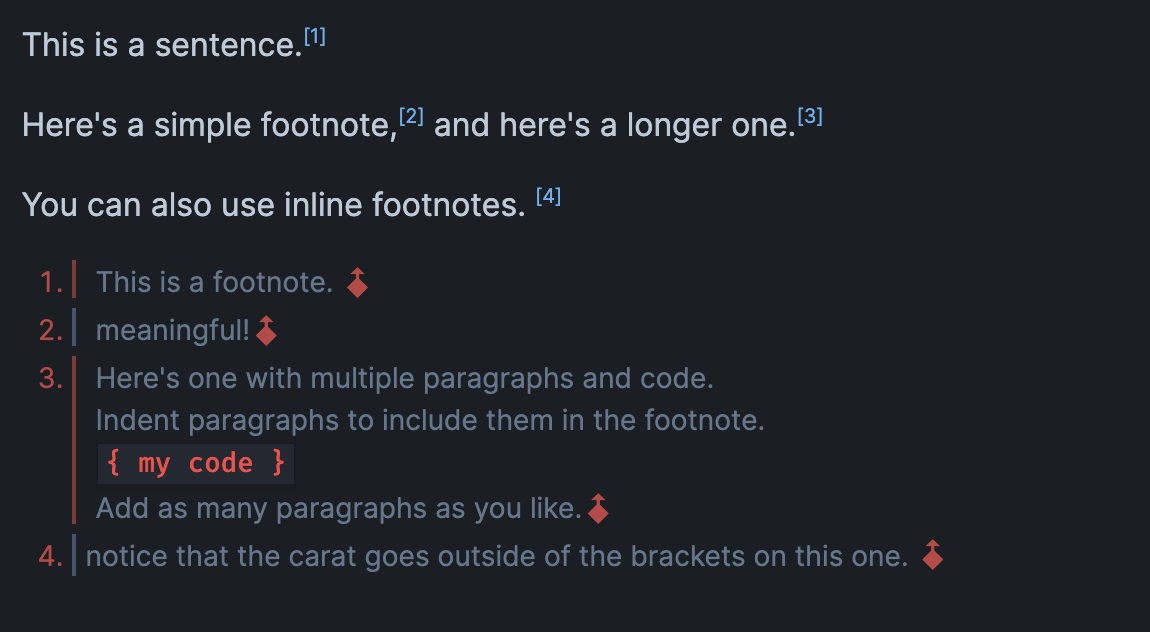 This is a sentence.[1]
Here's a simple footnote,[2] and here's a longer one.[3]
You can also use inline footnotes. [4]
1. This is a footnote.
2. meaningful!
3. Here's one with multiple paragraphs and code.
Indent paragraphs to include them in the footnote.
{ my code }
Add as many paragraphs as you like.
4. notice that the carat goes outside of the brackets on this one.